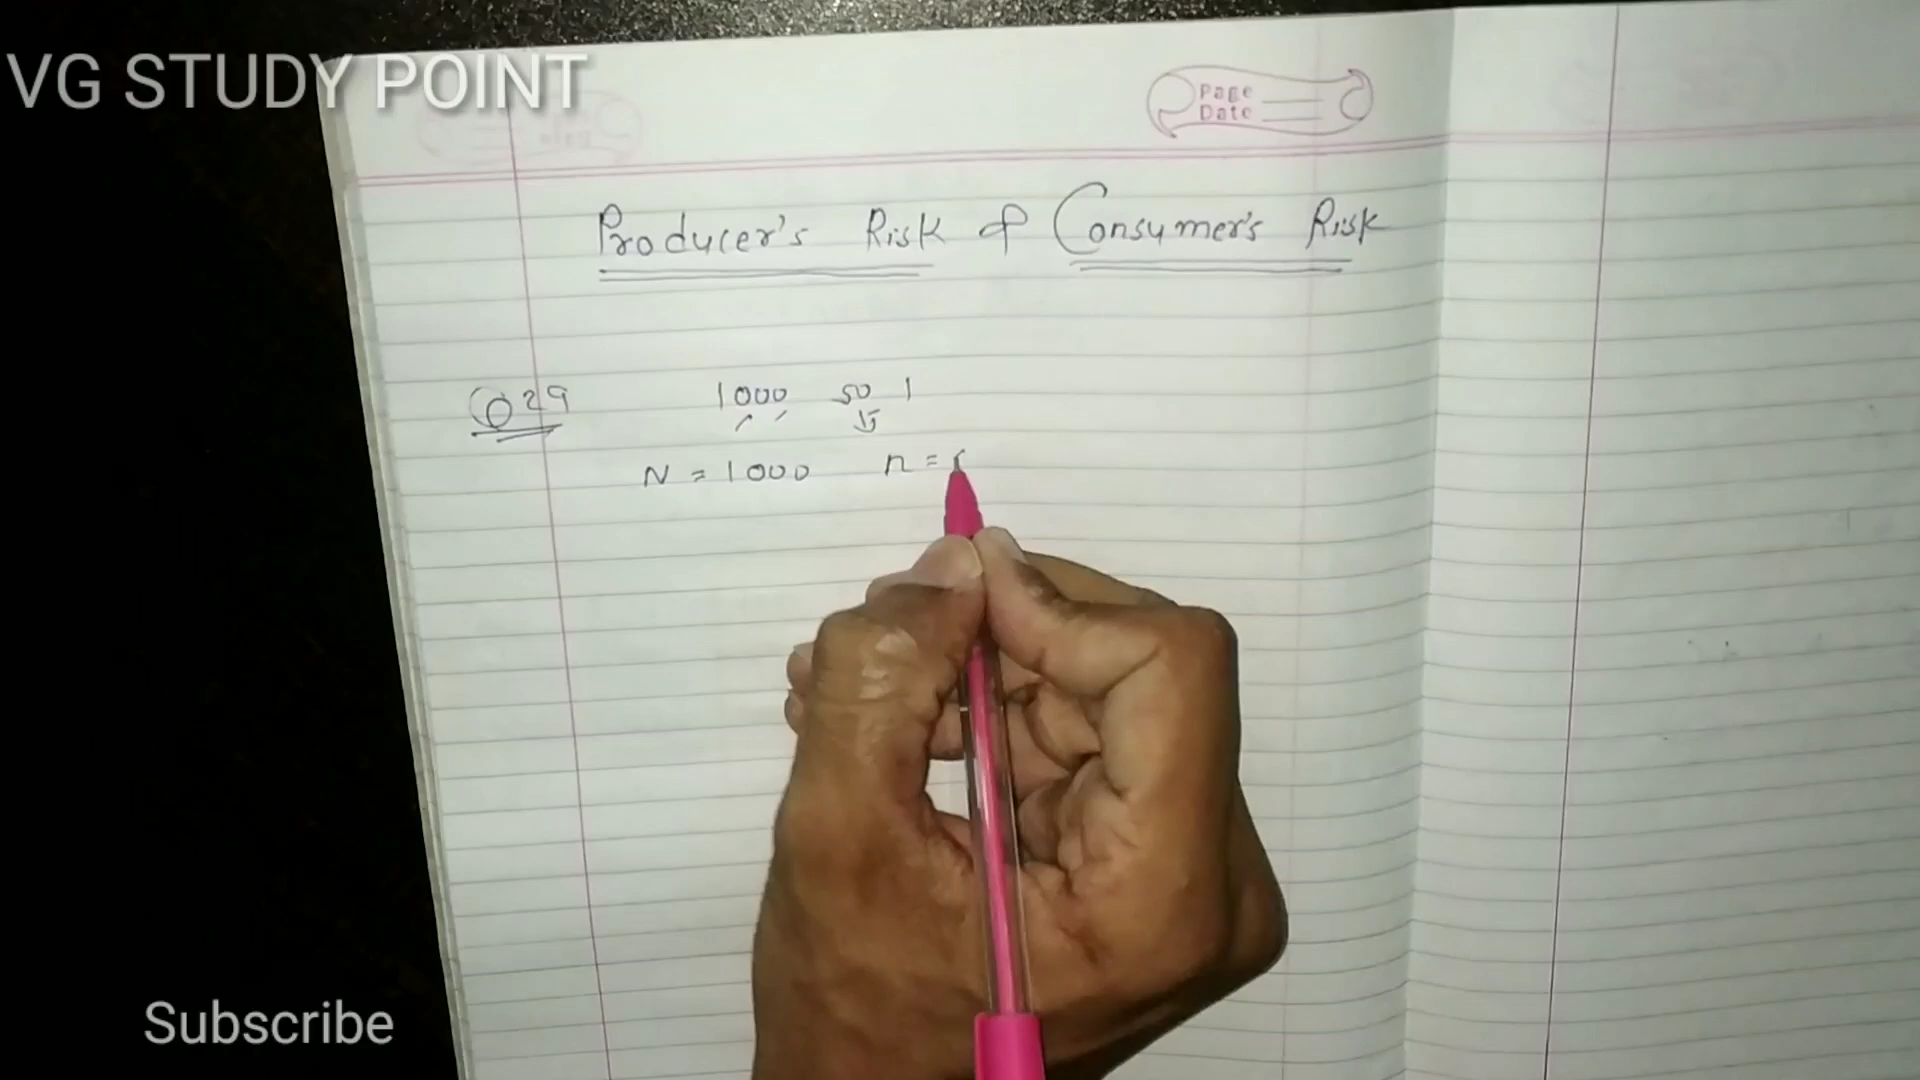 VG STUDY POINT
Page
Date
Producer's Risk & Consumer's Risk
Q29 1000 50 1
N = 1000 n =
Subscribe